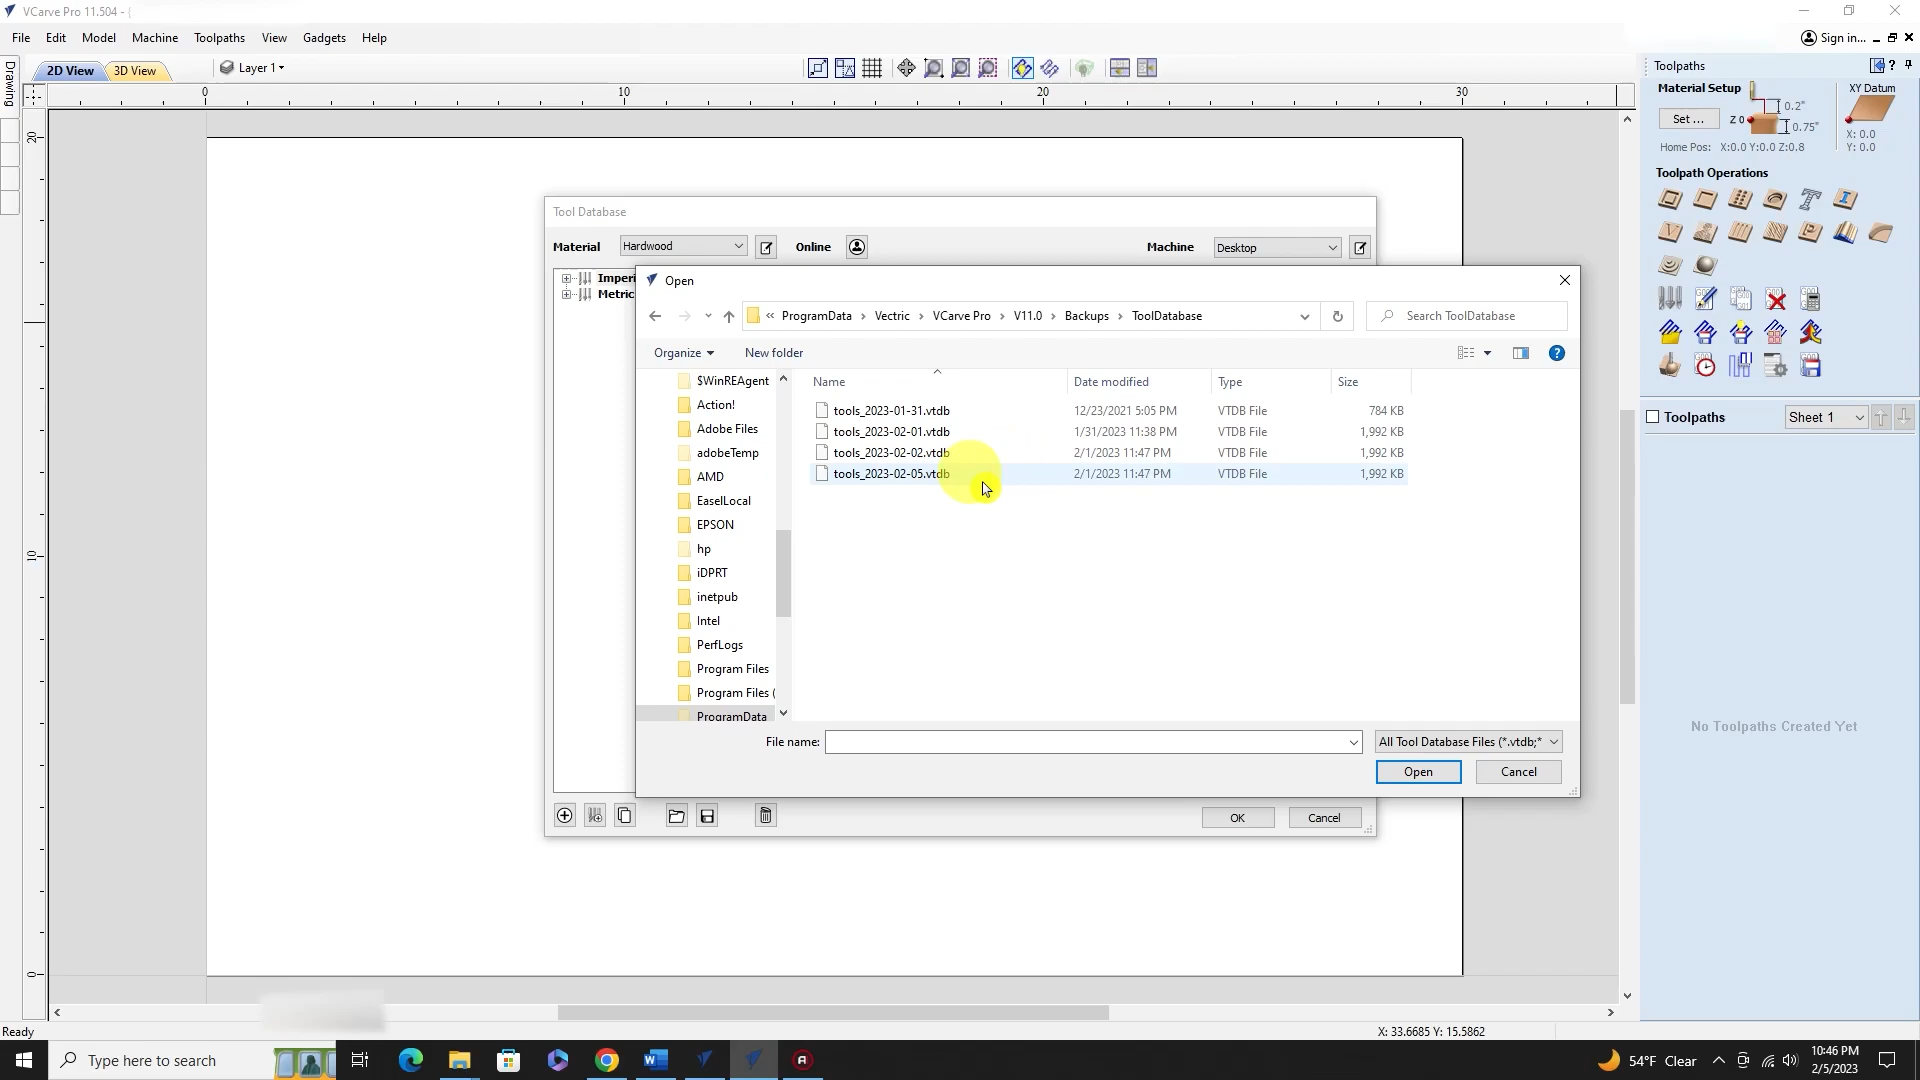 VCarve Pro 11.504 - {
File Edit Model Machine Toolpaths View Gadgets Help
Sign in...
Drawing
2D View 3D View
Layer 1
0 10 20 30
20
10
0
Tool Database
Material Hardwood Online Machine Desktop
Imperi
Metric
Open
« ProgramData › Vectric › VCarve Pro › V11.0 › Backups › ToolDatabase
Search ToolDatabase
Organize New folder
$WinREAgent
Action!
Adobe Files
adobeTemp
AMD
EaselLocal
EPSON
hp
iDPRT
inetpub
Intel
PerfLogs
Program Files
Program Files (
ProgramData
Name Date modified Type Size
tools_2023-01-31.vtdb 12/23/2021 5:05 PM VTDB File 784 KB
tools_2023-02-01.vtdb 1/31/2023 11:38 PM VTDB File 1,992 KB
tools_2023-02-02.vtdb 2/1/2023 11:47 PM VTDB File 1,992 KB
tools_2023-02-05.vtdb 2/1/2023 11:47 PM VTDB File 1,992 KB
File name: All Tool Database Files (*.vtdb;*
Open Cancel
OK Cancel
Toolpaths
Material Setup
Set ...
Z 0
0.2"
0.75"
XY Datum
X: 0.0
Y: 0.0
Home Pos: X:0.0 Y:0.0 Z:0.8
Toolpath Operations
Toolpaths Sheet 1
No Toolpaths Created Yet
Ready
X: 33.6685 Y: 15.5862
Type here to search
54°F Clear
10:46 PM
2/5/2023